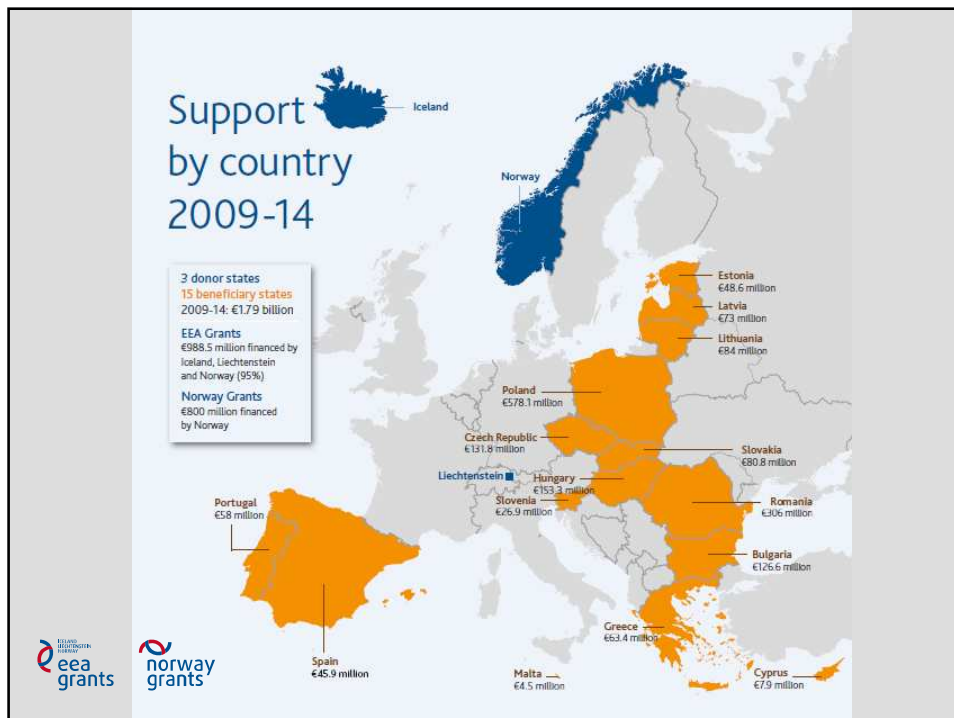 Support
by country
2009-14
Iceland
Norway
3 donor states
15 beneficiary states
2009-14: €1.79 billion
EEA Grants
€988.5 million financed by
Iceland, Liechtenstein
and Norway (95%)
Norway Grants
€800 million financed
by Norway
Estonia
€48.6 million
Latvia
€73 million
Lithuania
€84 million
Poland
€578.1 million
Czech Republic
€131.8 million
Slovakia
€80.8 million
Liechtenstein
Hungary
€153.3 million
Slovenia
€26.9 million
Portugal
€58 million
Romania
€306 million
Bulgaria
€126.6 million
Greece
€63.4 million
Spain
€45.9 million
Malta
€4.5 million
Cyprus
€7.9 million
ICELAND
LIECHTENSTEIN
NORWAY
eea
grants
norway
grants